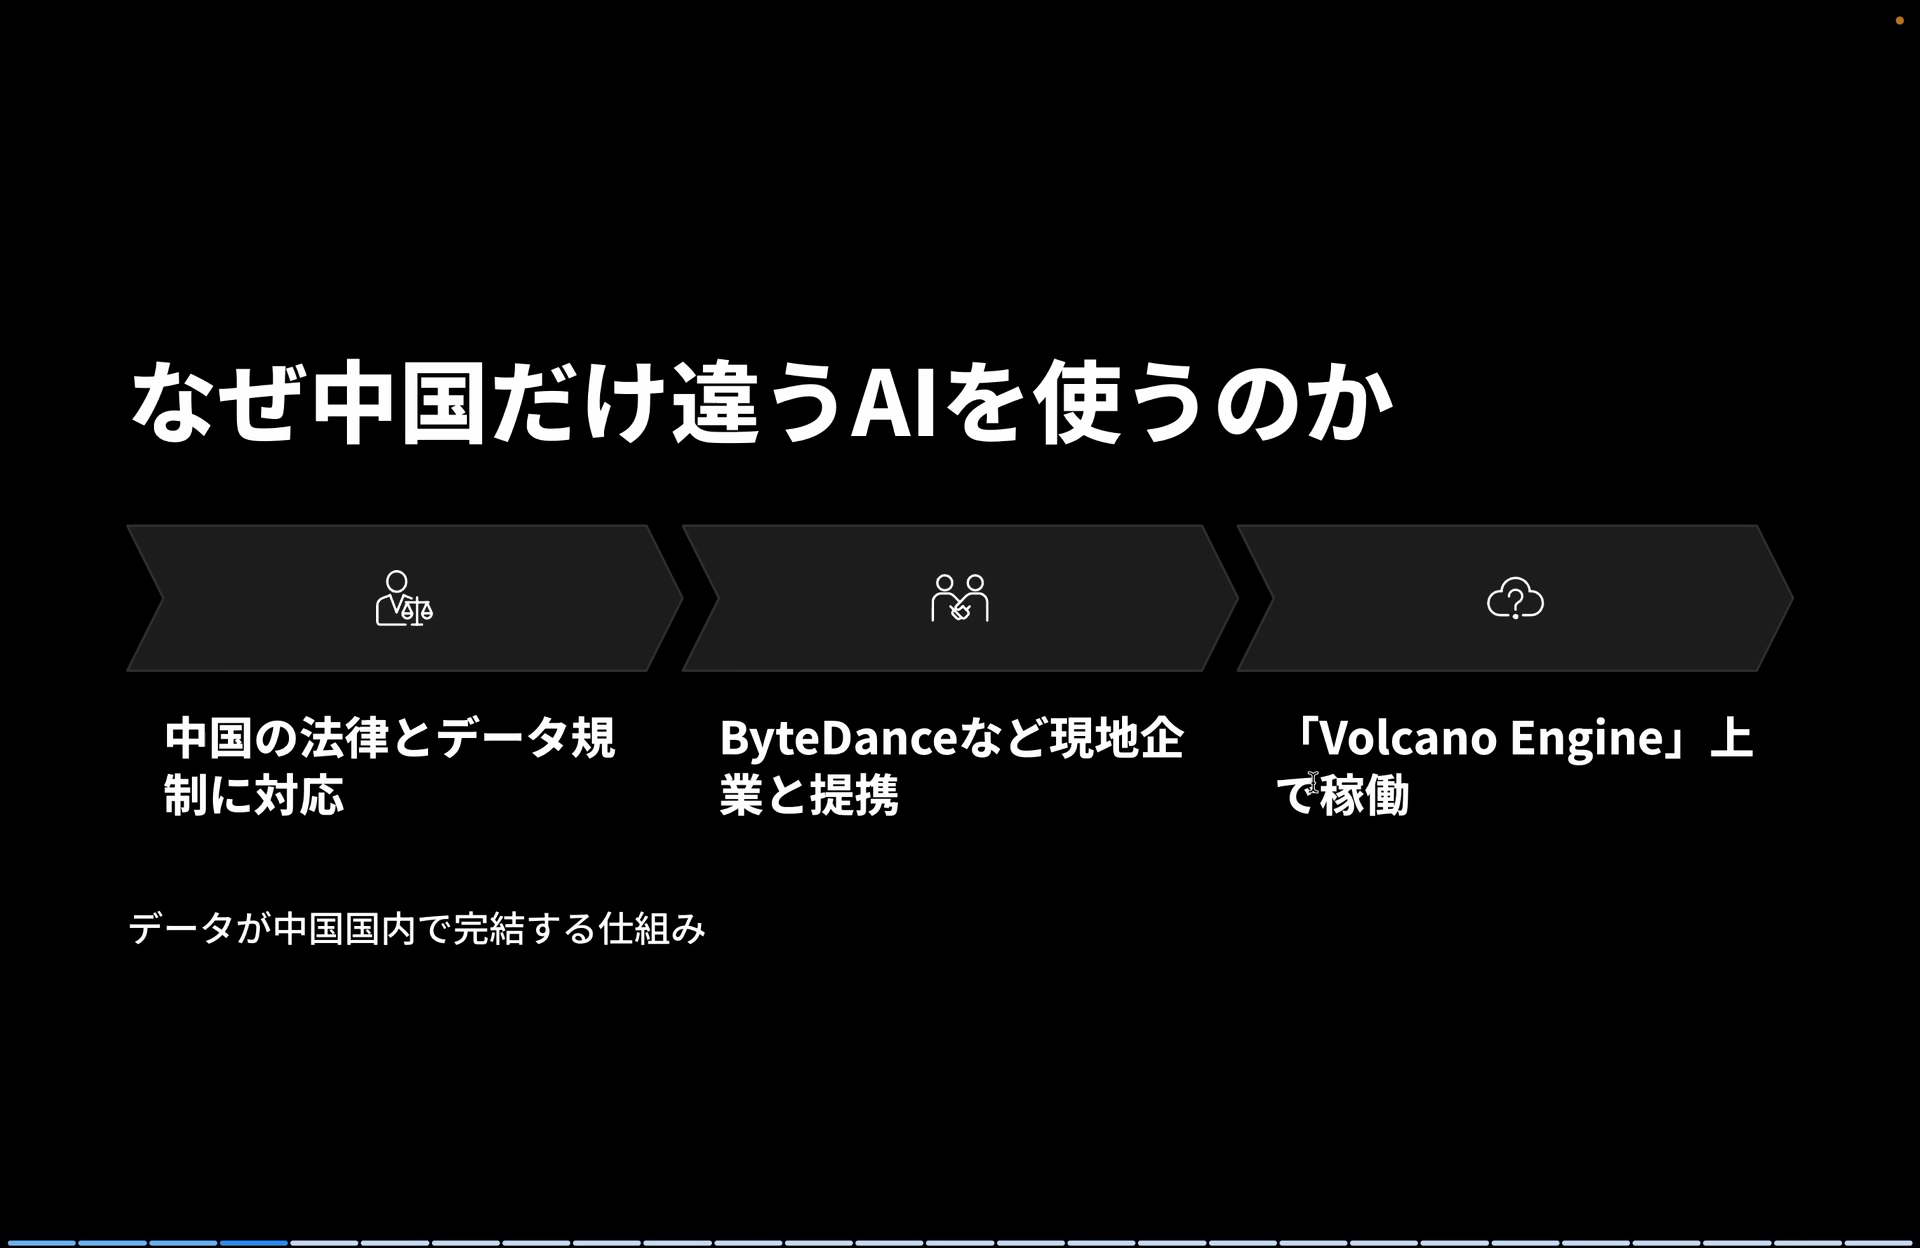 なぜ中国だけ違うAIを使うのか
中国の法律とデータ規
制に対応
ByteDanceなど現地企
業と提携
「Volcano Engine」上
で稼働
データが中国国内で完結する仕組み